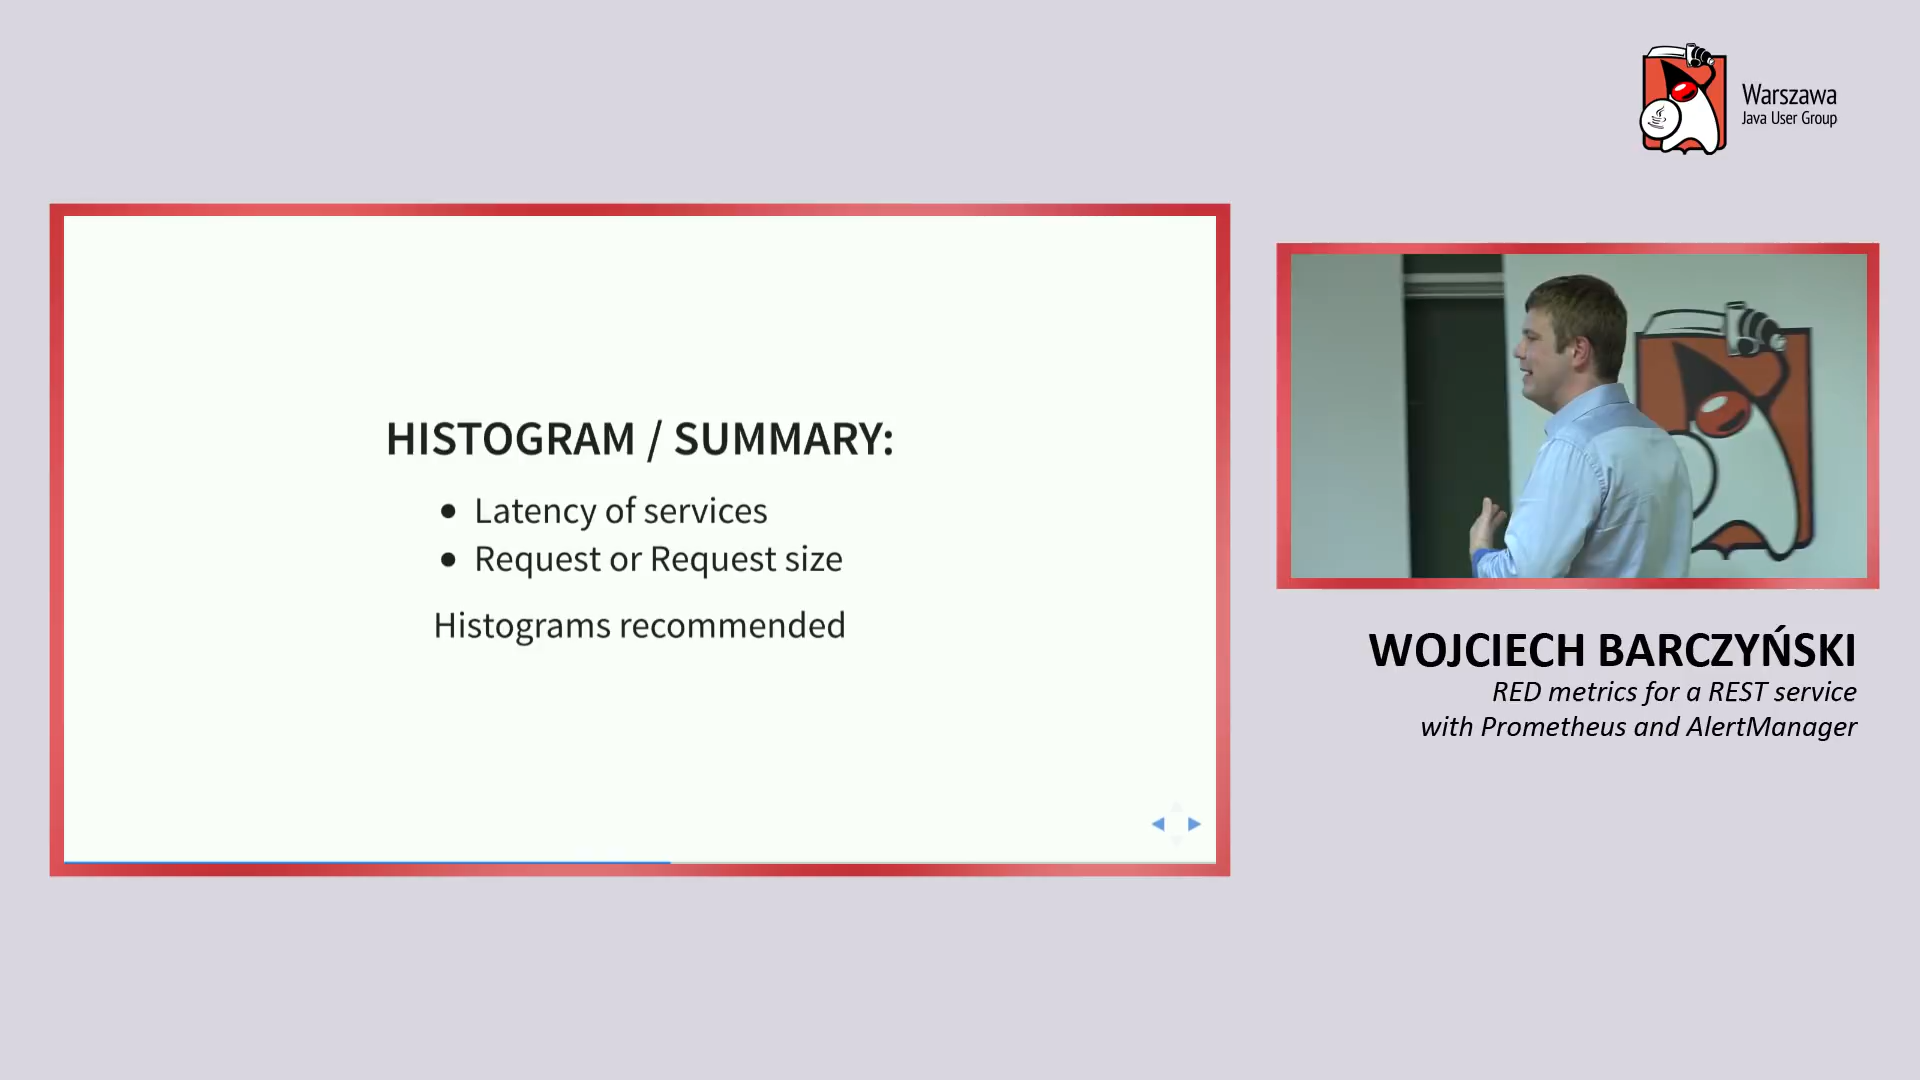 Warszawa
Java User Group
HISTOGRAM / SUMMARY:
Latency of services
Request or Request size
Histograms recommended
WOJCIECH BARCZYŃSKI
RED metrics for a REST service
with Prometheus and AlertManager